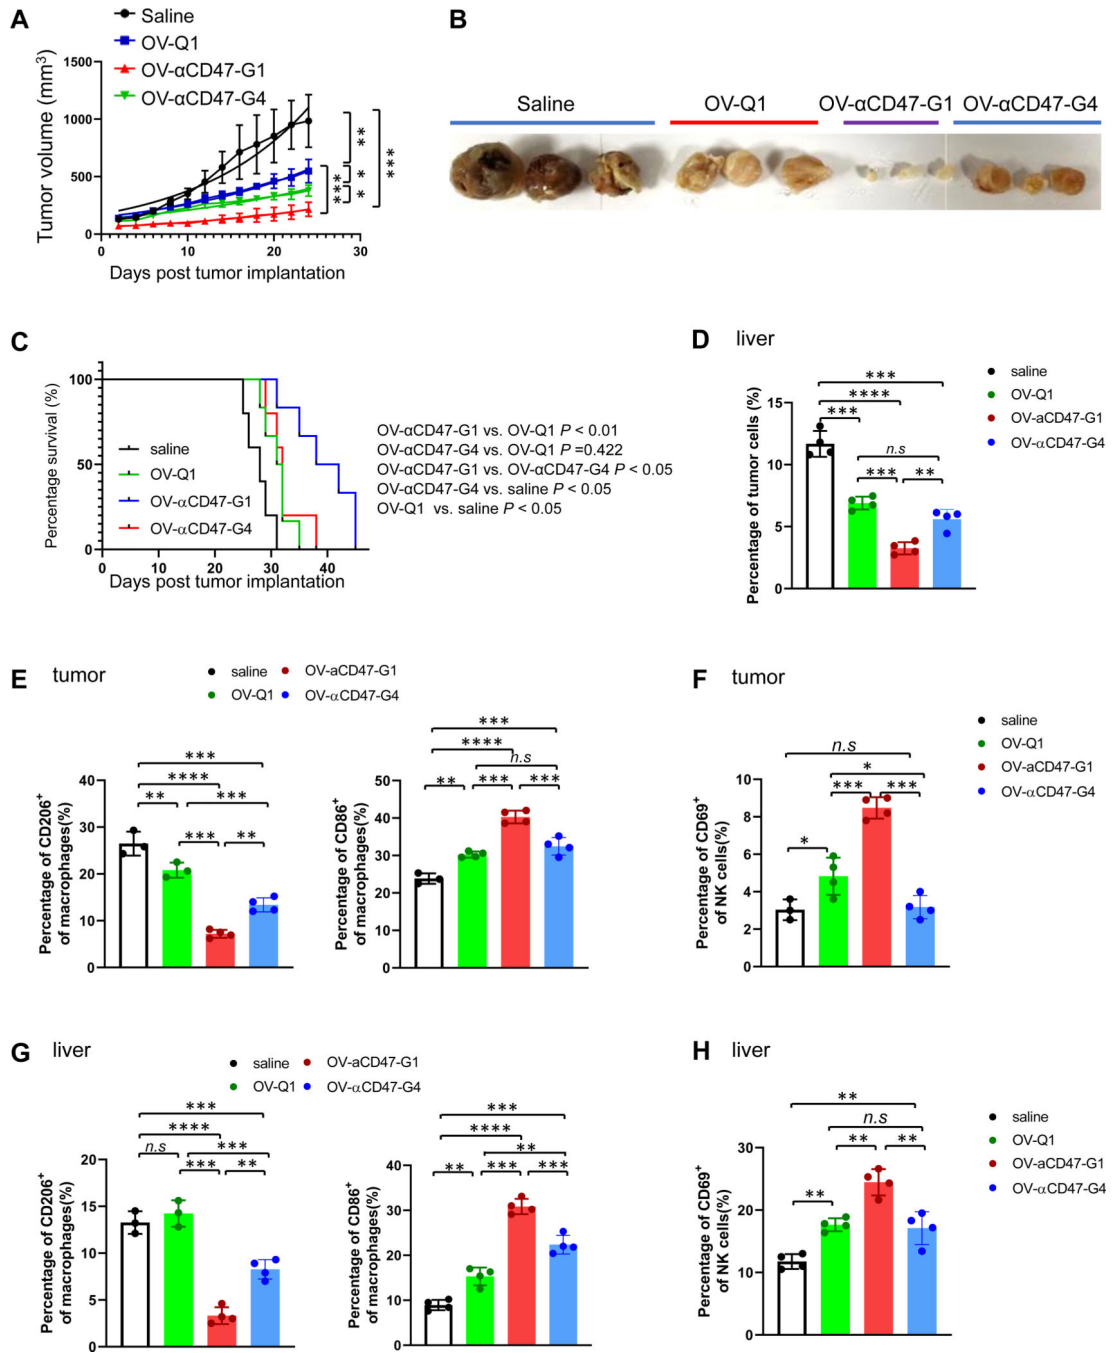 A
Saline
OV-Q1
OV-αCD47-G1
OV-αCD47-G4
Tumor volume (mm³)
1500
1000
500
0
0 10 20 30
Days post tumor implantation
**
*
*
**
***
B
Saline
OV-Q1
OV-αCD47-G1
OV-αCD47-G4
C
Percentage survival (%)
100
50
0
0 10 20 30 40
Days post tumor implantation
saline
OV-Q1
OV-αCD47-G1
OV-αCD47-G4
OV-αCD47-G1 vs. OV-Q1 P < 0.01
OV-αCD47-G4 vs. OV-Q1 P =0.422
OV-αCD47-G1 vs. OV-αCD47-G4 P < 0.05
OV-αCD47-G4 vs. saline P < 0.05
OV-Q1 vs. saline P < 0.05
D liver
saline
OV-Q1
OV-aCD47-G1
OV-αCD47-G4
Percentage of tumor cells (%)
15
10
5
0
***
****
***
n.s
*** **
E tumor
saline OV-aCD47-G1
OV-Q1 OV-αCD47-G4
Percentage of CD206⁺
of macrophages(%)
40
30
20
10
0
***
****
** ***
*** **
Percentage of CD86⁺
of macrophages(%)
50
40
30
20
10
0
***
****
n.s
** *** ***
F tumor
saline
OV-Q1
OV-aCD47-G1
OV-αCD47-G4
Percentage of CD69⁺
of NK cells(%)
10
8
6
4
2
0
n.s
*
*** ***
*
G liver
saline OV-aCD47-G1
OV-Q1 OV-αCD47-G4
Percentage of CD206⁺
of macrophages(%)
20
15
10
5
0
***
****
n.s ***
*** **
Percentage of CD86⁺
of macrophages(%)
40
30
20
10
0
***
****
**
** *** ***
H liver
saline
OV-Q1
OV-aCD47-G1
OV-αCD47-G4
Percentage of CD69⁺
of NK cells(%)
30
20
10
0
**
n.s
** **
**